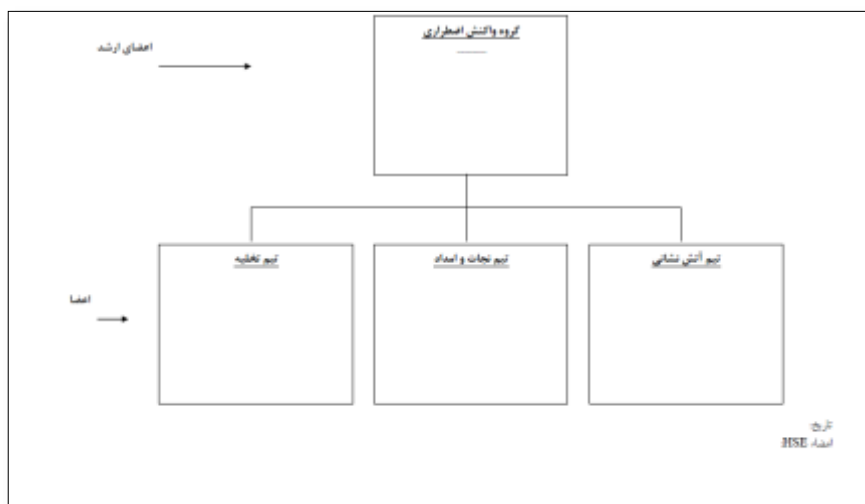 گروه واکنش اضطراری
اعضای ارشد
تیم آتش نشانی
تیم نجات و امداد
تیم تخلیه
اعضا
تاریخ:
امضاء HSE: